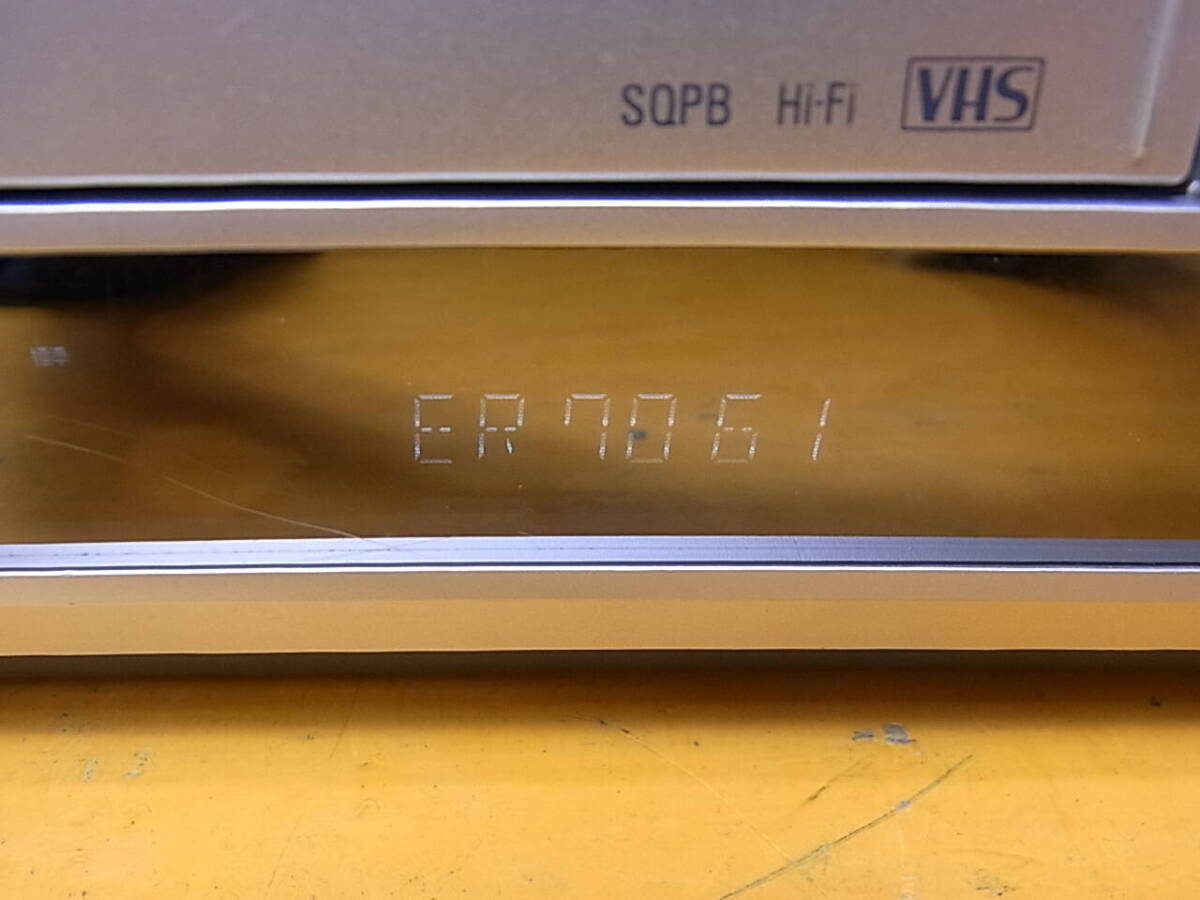 SQPB Hi-Fi VHS
ER7061